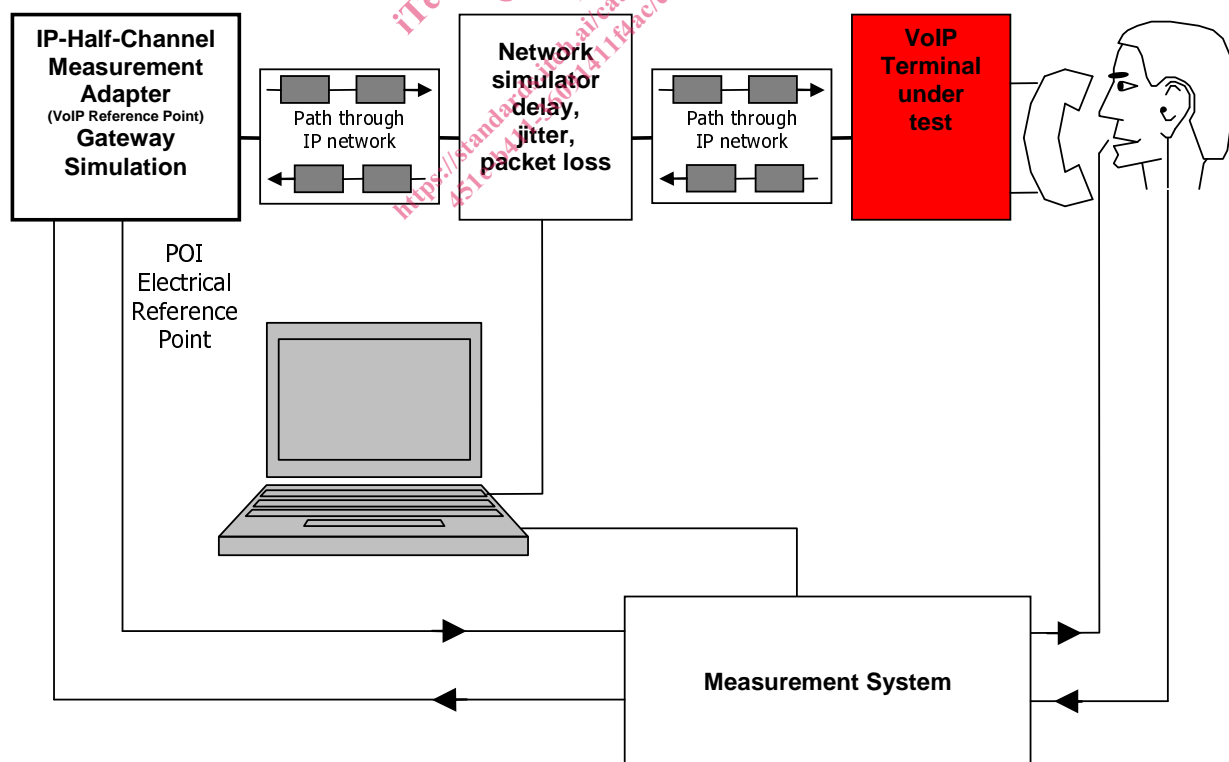 IP-Half-Channel
Measurement
Adapter
(VoIP Reference Point)
Gateway
Simulation
Path through
IP network
Network
simulator
delay,
jitter,
packet loss
Path through
IP network
VoIP
Terminal
under
test
POI
Electrical
Reference
Point
Measurement System